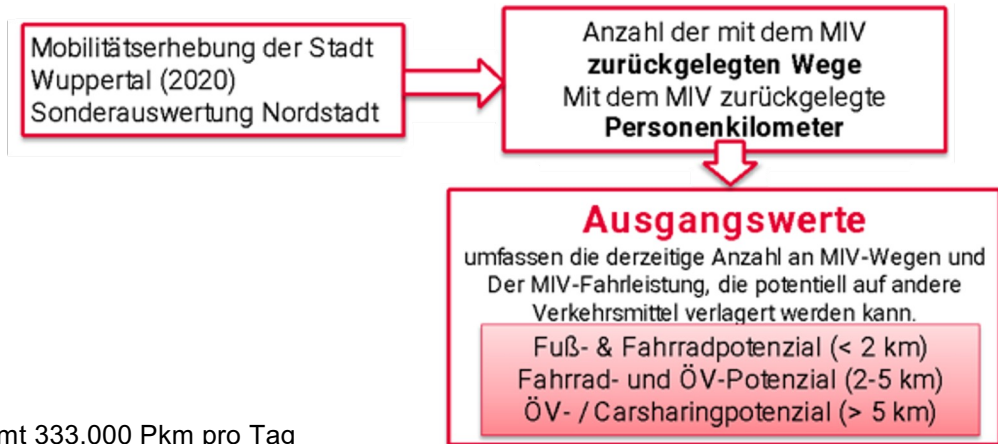 Mobilitätserhebung der Stadt
Wuppertal (2020)
Sonderauswertung Nordstadt
Anzahl der mit dem MIV
zurückgelegten Wege
Mit dem MIV zurückgelegte
Personenkilometer
Ausgangswerte
umfassen die derzeitige Anzahl an MIV-Wegen und
Der MIV-Fahrleistung, die potentiell auf andere
Verkehrsmittel verlagert werden kann.
Fuß- & Fahrradpotenzial (< 2 km)
Fahrrad- und ÖV-Potenzial (2-5 km)
ÖV- / Carsharingpotenzial (> 5 km)
333.000 Pkm pro Tag